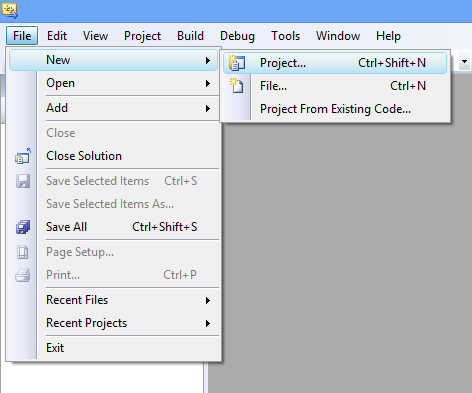 File Edit View Project Build Debug Tools Window Help
New
Open
Add
Close
Close Solution
Save Selected Items Ctrl+S
Save Selected Items As...
Save All Ctrl+Shift+S
Page Setup...
Print... Ctrl+P
Recent Files
Recent Projects
Exit
Project... Ctrl+Shift+N
File... Ctrl+N
Project From Existing Code...